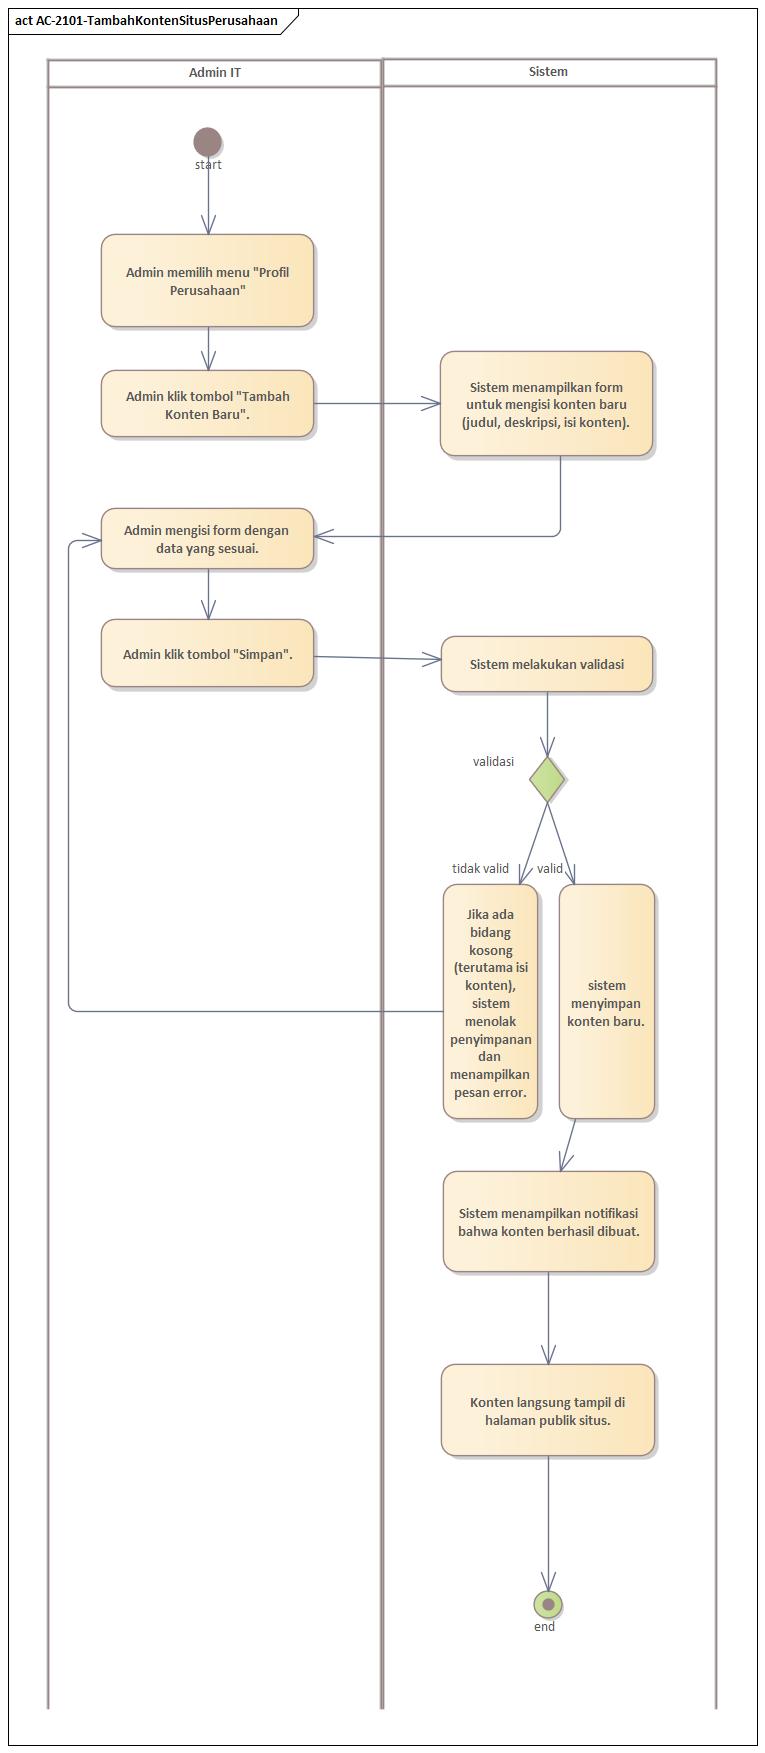 act AC-2101-TambahKontenSitusPerusahaan
Admin IT
Sistem
start
Admin memilih menu "Profil
Perusahaan"
Admin klik tombol "Tambah
Konten Baru".
Sistem menampilkan form
untuk mengisi konten baru
(judul, deskripsi, isi konten).
Admin mengisi form dengan
data yang sesuai.
Admin klik tombol "Simpan".
Sistem melakukan validasi
validasi
tidak valid
valid
Jika ada
bidang
kosong
(terutama isi
konten),
sistem
menolak
penyimpanan
dan
menampilkan
pesan error.
sistem
menyimpan
konten baru.
Sistem menampilkan notifikasi
bahwa konten berhasil dibuat.
Konten langsung tampil di
halaman publik situs.
end